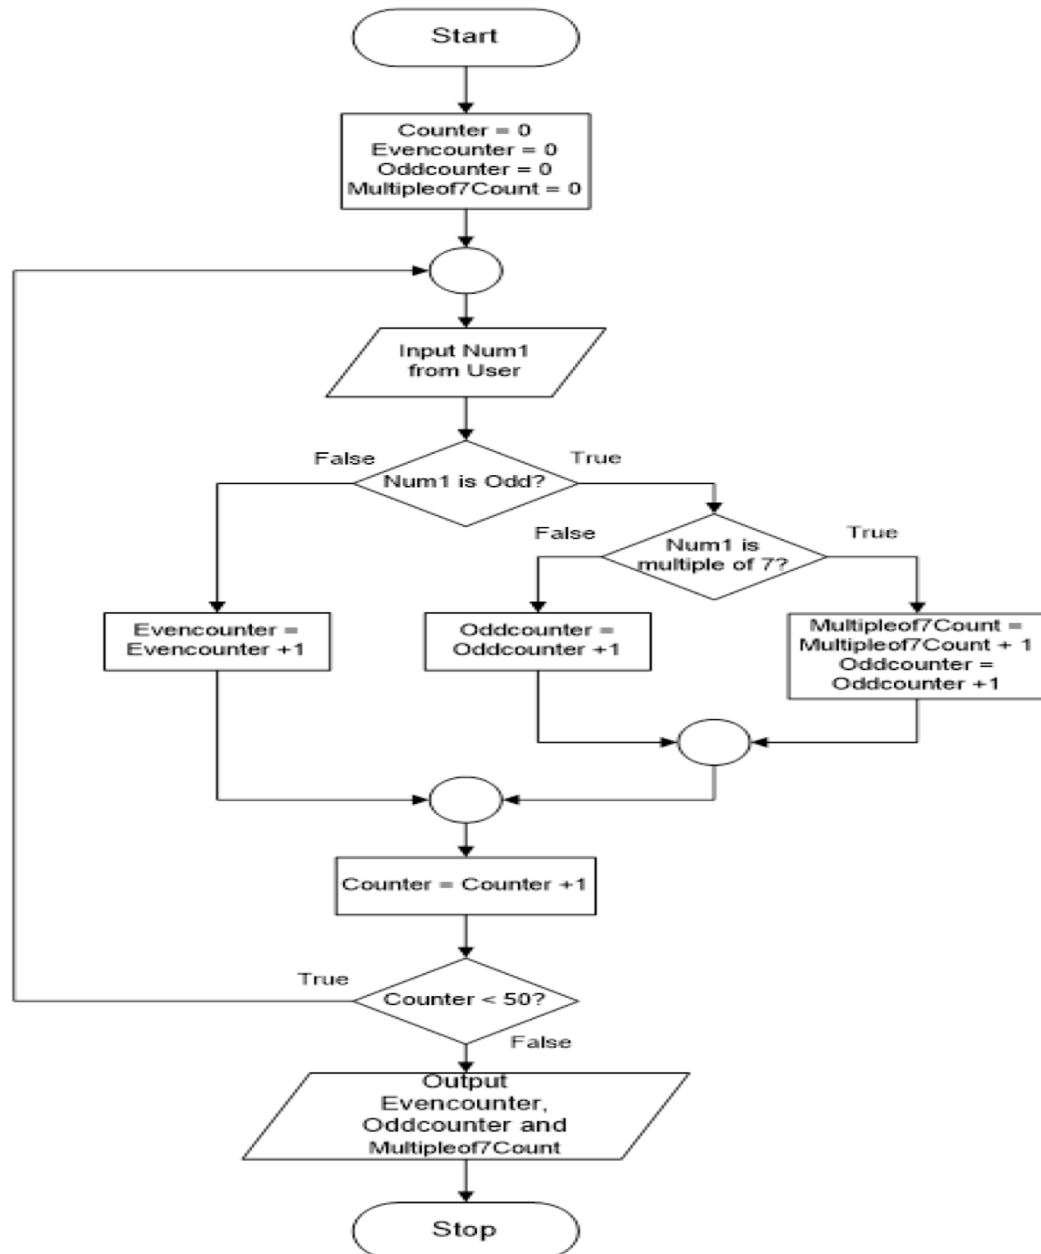 Start
Counter = 0
Evencounter = 0
Oddcounter = 0
Multipleof7Count = 0
Input Num1
from User
False
True
Num1 is Odd?
False
True
Num1 is
multiple of 7?
Evencounter =
Evencounter +1
Oddcounter =
Oddcounter +1
Multipleof7Count =
Multipleof7Count + 1
Oddcounter =
Oddcounter +1
Counter = Counter +1
True
Counter < 50?
False
Output
Evencounter,
Oddcounter and
Multipleof7Count
Stop